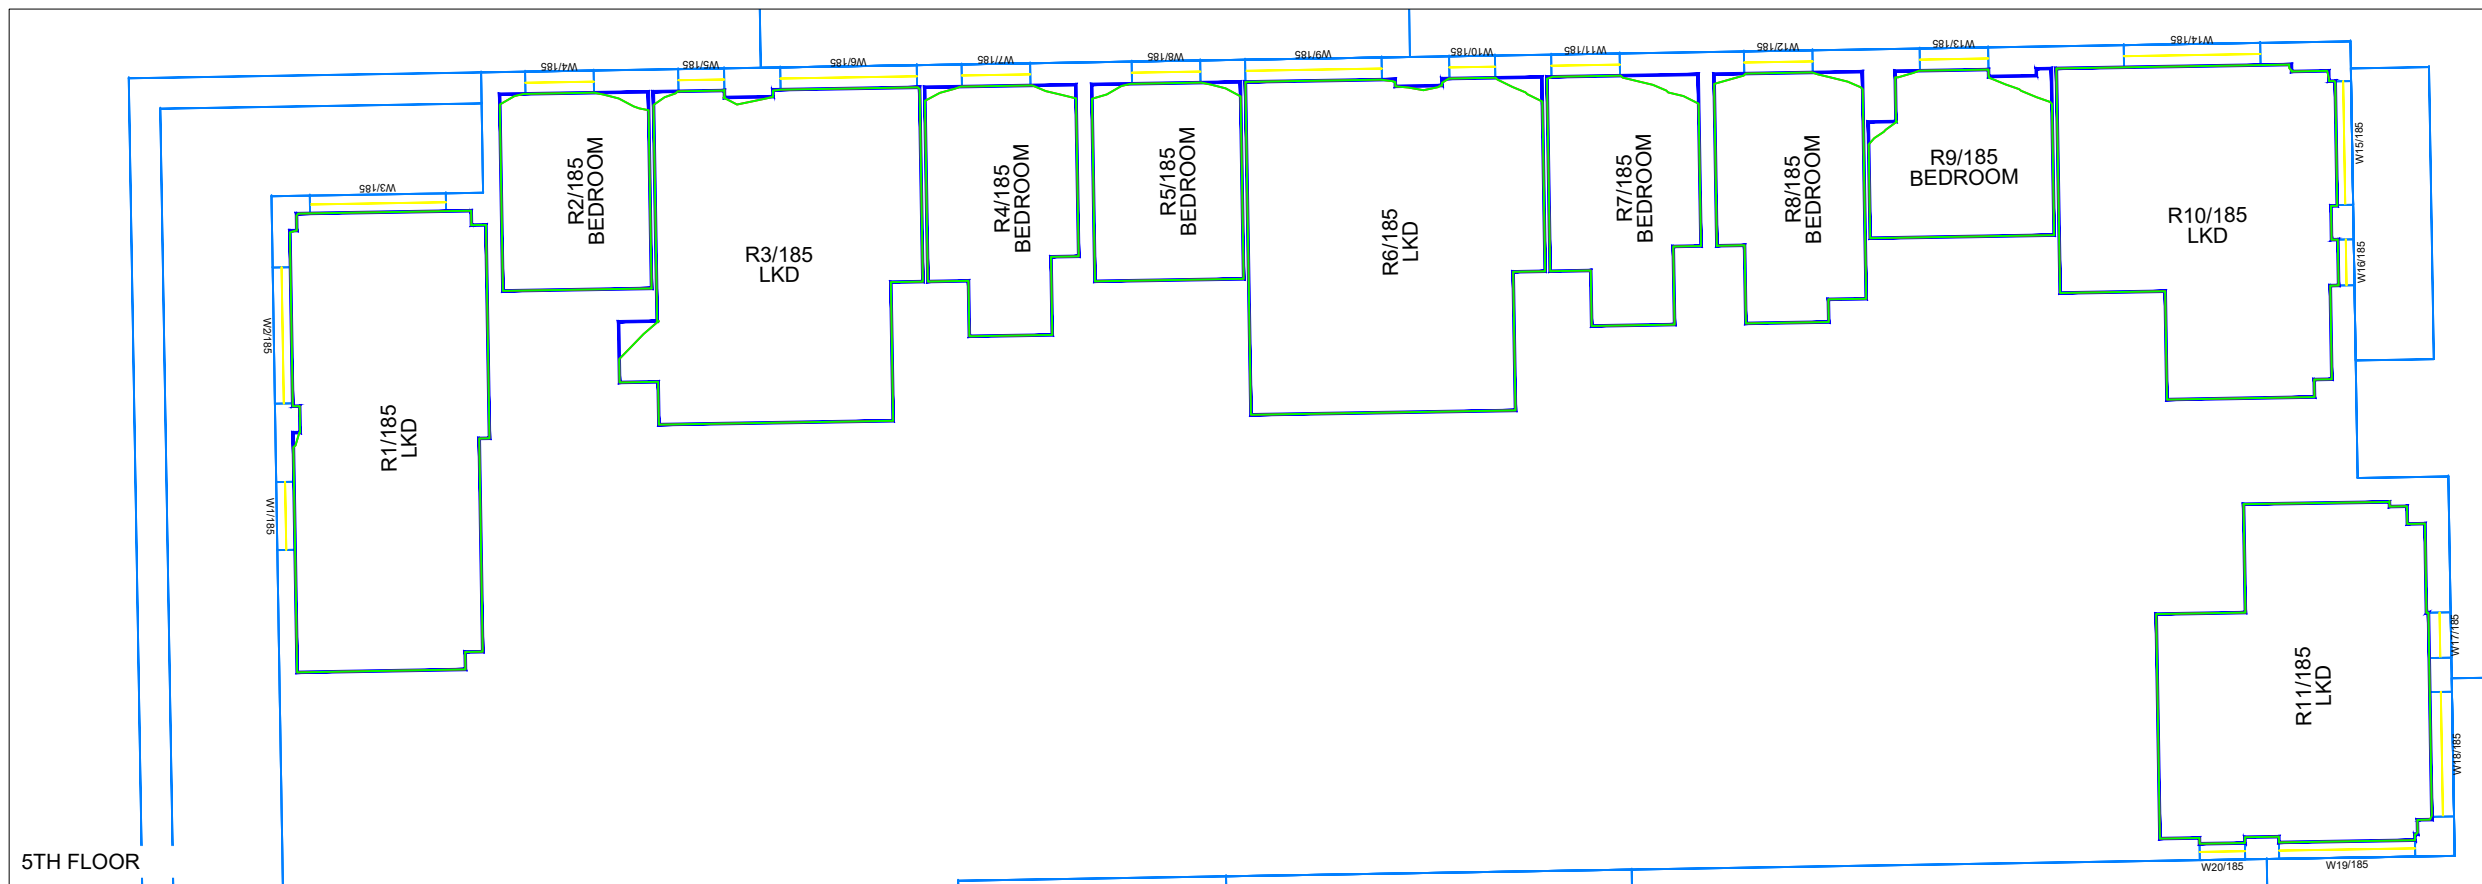 W4/185
W5/185
W6/185
W7/185
W8/185
W9/185
W10/185
W11/185
W12/185
W13/185
W14/185
W3/185
W2/185
W1/185
W15/185
W16/185
W17/185
W18/185
W20/185
W19/185
R1/185
LKD
R2/185
BEDROOM
R3/185
LKD
R4/185
BEDROOM
R5/185
BEDROOM
R6/185
LKD
R7/185
BEDROOM
R8/185
BEDROOM
R9/185
BEDROOM
R10/185
LKD
R11/185
LKD
5TH FLOOR